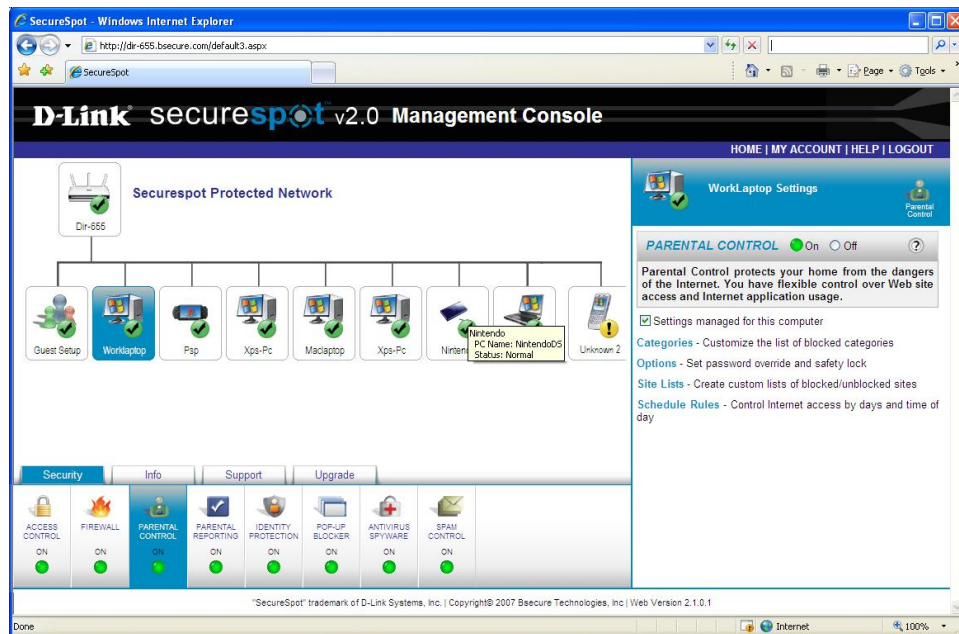 SecureSpot - Windows Internet Explorer
http://dir-655.bsecure.com/default3.aspx
SecureSpot
Page
Tools
D-Link securespot™ v2.0 Management Console
HOME | MY ACCOUNT | HELP | LOGOUT
Dir-655
Securespot Protected Network
Guest Setup
Worklaptop
Psp
Xps-Pc
Maclaptop
Xps-Pc
Ninten
Nintendo
PC Name: NintendoDS
Status: Normal
Unknown 2
WorkLaptop Settings
Parental
Control
PARENTAL CONTROL On Off ?
Parental Control protects your home from the dangers
of the Internet. You have flexible control over Web site
access and Internet application usage.
Settings managed for this computer
Categories - Customize the list of blocked categories
Options - Set password override and safety lock
Site Lists - Create custom lists of blocked/unblocked sites
Schedule Rules - Control Internet access by days and time of
day
Security
Info
Support
Upgrade
ACCESS
CONTROL
ON
FIREWALL
ON
PARENTAL
CONTROL
ON
PARENTAL
REPORTING
ON
IDENTITY
PROTECTION
ON
POP-UP
BLOCKER
ON
ANTIVIRUS
SPYWARE
ON
SPAM
CONTROL
ON
"SecureSpot" trademark of D-Link Systems, Inc. | Copyright© 2007 Bsecure Technologies, Inc | Web Version 2.1.0.1
Done
Internet
100%